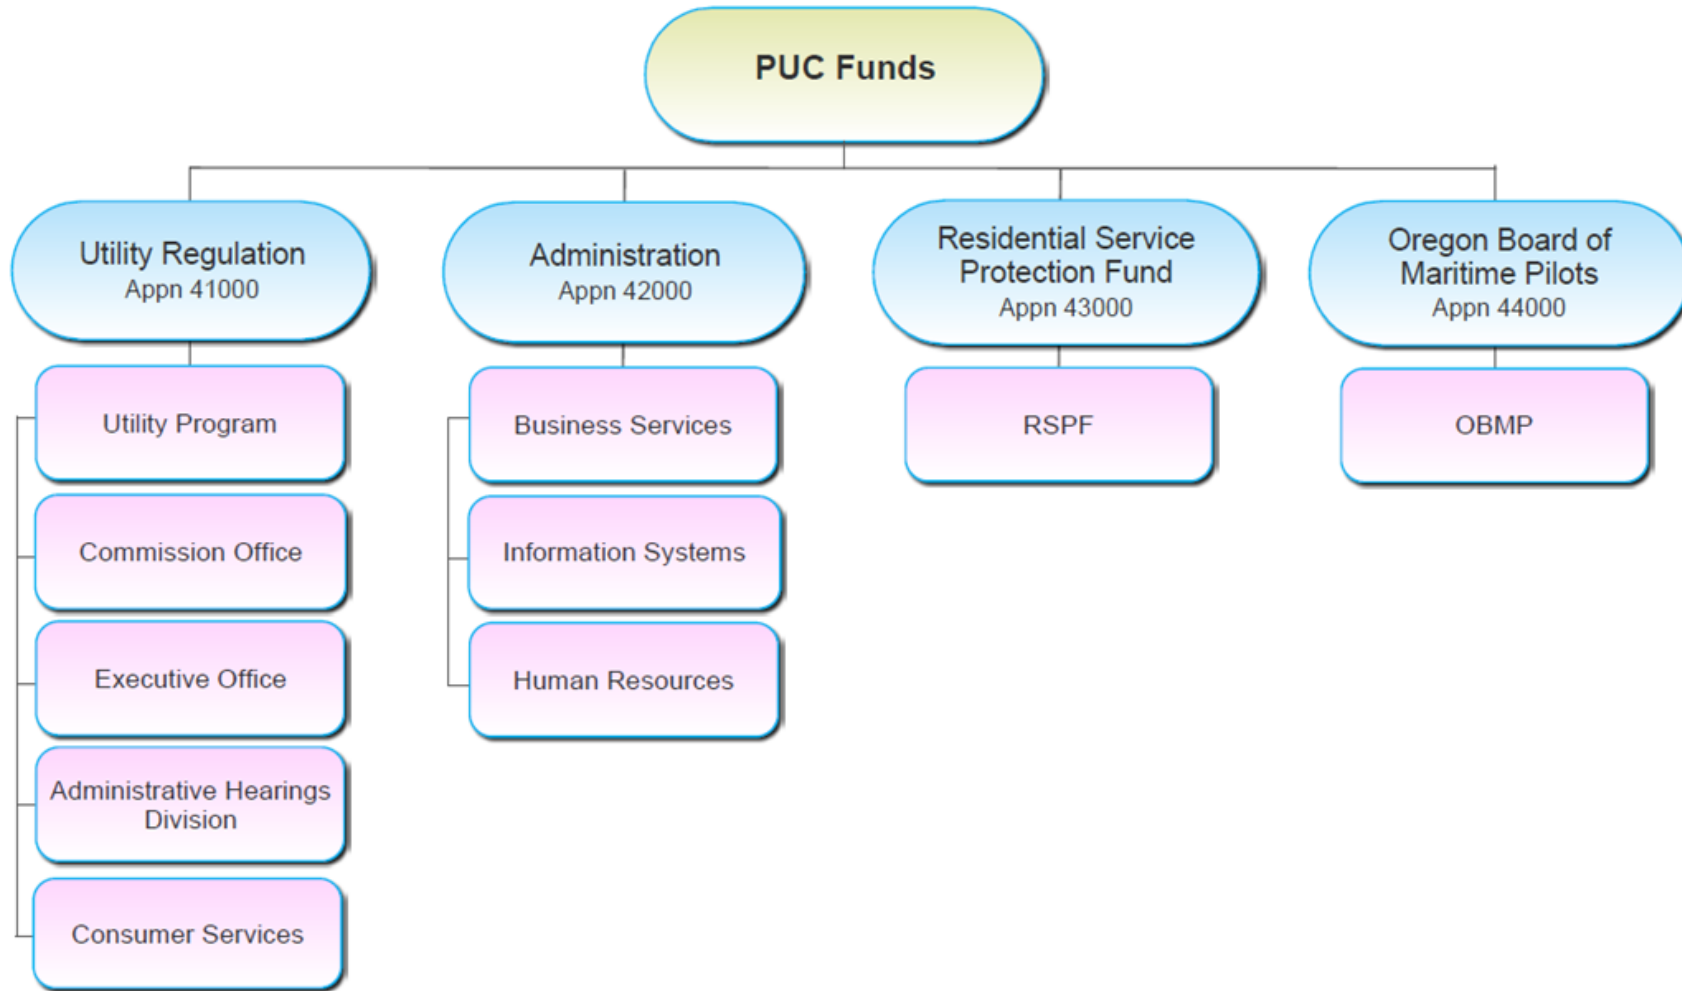 PUC Funds
Utility Regulation
Appn 41000
Administration
Appn 42000
Residential Service
Protection Fund
Appn 43000
Oregon Board of
Maritime Pilots
Appn 44000
Utility Program
Commission Office
Executive Office
Administrative Hearings
Division
Consumer Services
Business Services
Information Systems
Human Resources
RSPF
OBMP